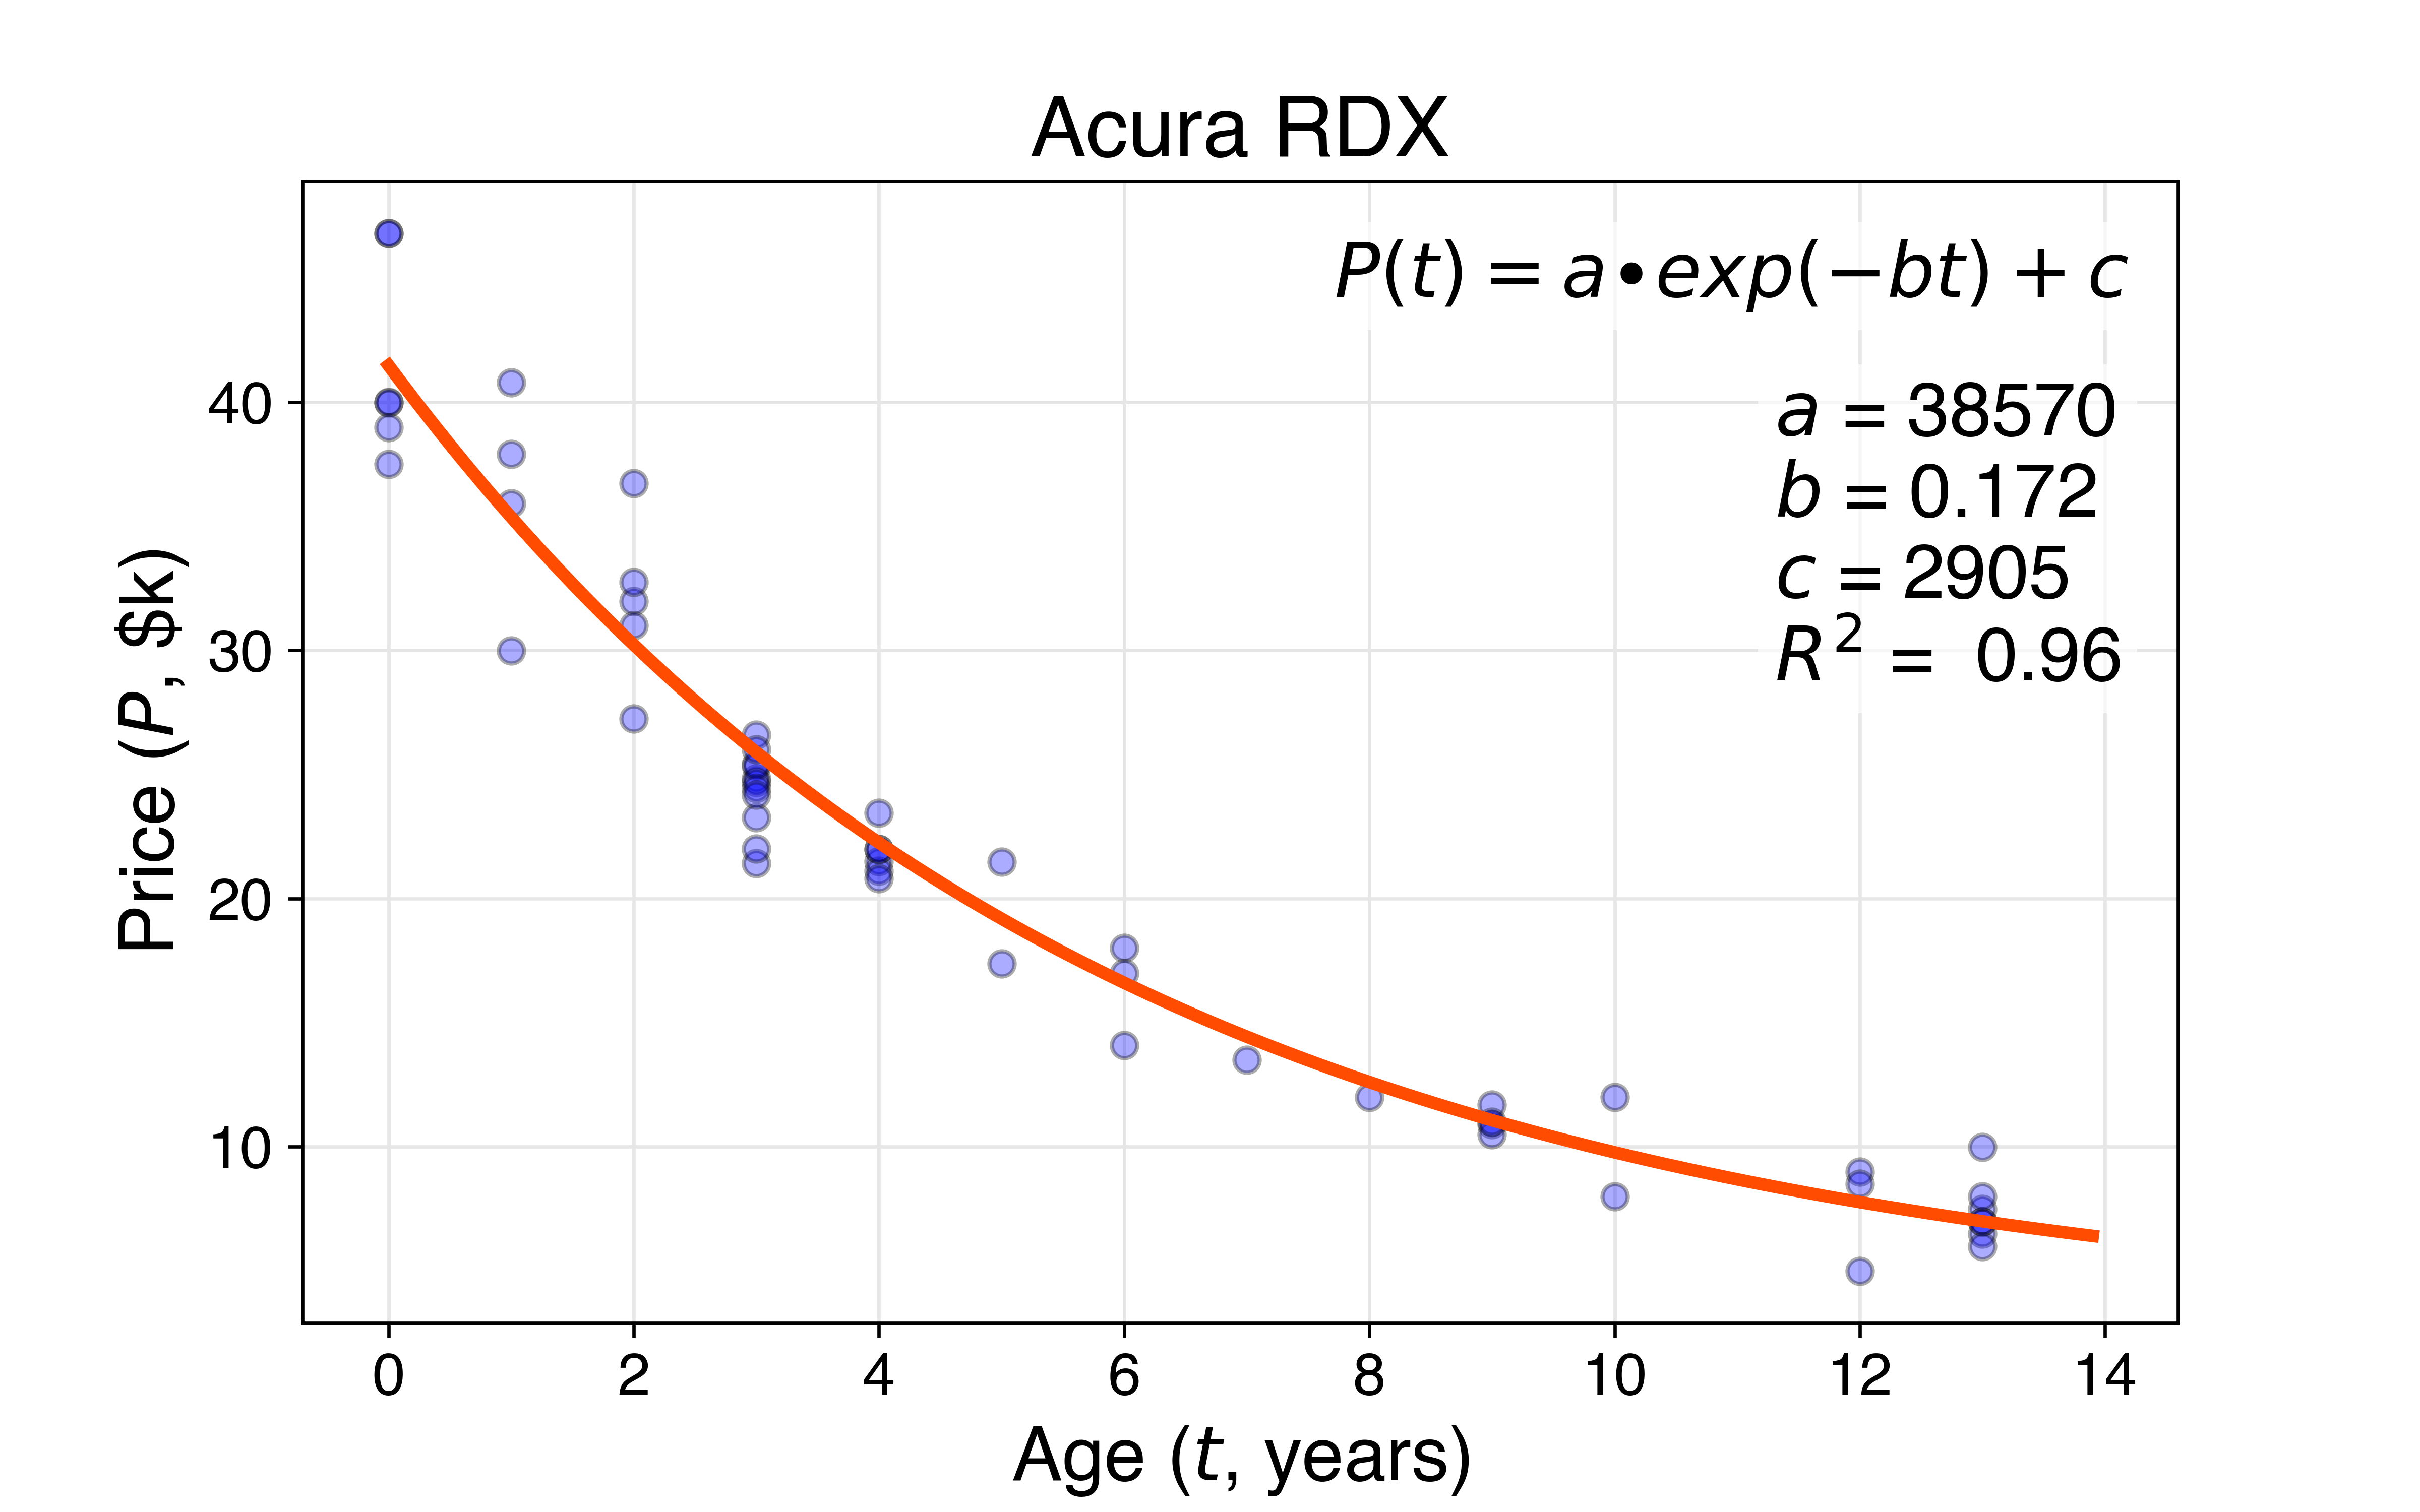 Acura RDX
P(t) = a•exp(−bt) + c
a = 38570
b = 0.172
c = 2905
R² = 0.96
Price (P, $k)
40
30
20
10
0 2 4 6 8 10 12 14
Age (t, years)